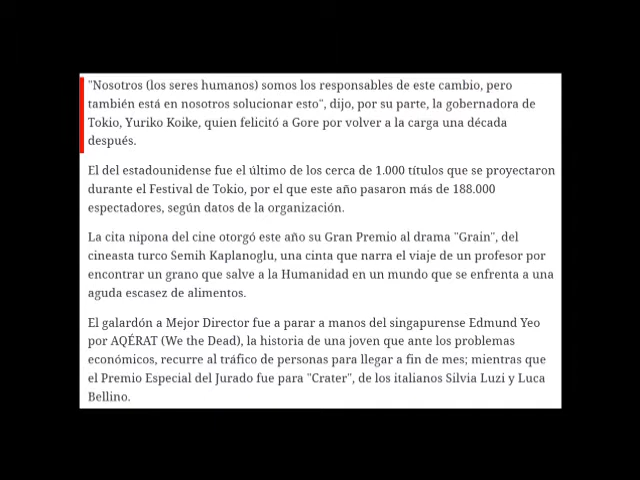 "Nosotros (los seres humanos) somos los responsables de este cambio, pero
también está en nosotros solucionar esto", dijo, por su parte, la gobernadora de
Tokio, Yuriko Koike, quien felicitó a Gore por volver a la carga una década
después.
El del estadounidense fue el último de los cerca de 1.000 títulos que se proyectaron
durante el Festival de Tokio, por el que este año pasaron más de 188.000
espectadores, según datos de la organización.
La cita nipona del cine otorgó este año su Gran Premio al drama "Grain", del
cineasta turco Semih Kaplanoglu, una cinta que narra el viaje de un profesor por
encontrar un grano que salve a la Humanidad en un mundo que se enfrenta a una
aguda escasez de alimentos.
El galardón a Mejor Director fue a parar a manos del singapurense Edmund Yeo
por AQÉRAT (We the Dead), la historia de una joven que ante los problemas
económicos, recurre al tráfico de personas para llegar a fin de mes; mientras que
el Premio Especial del Jurado fue para "Crater", de los italianos Silvia Luzi y Luca
Bellino.